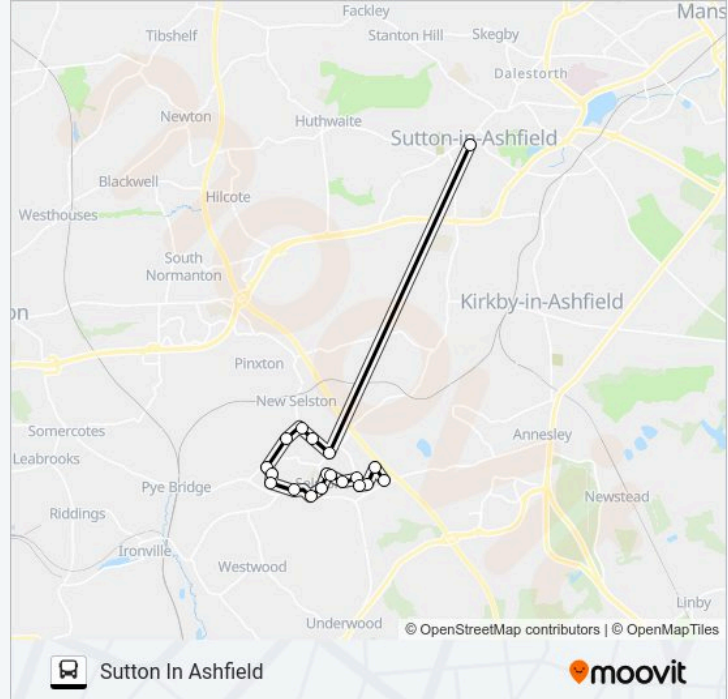 Fackley
Mans
Tibshelf
Stanton Hill
Skegby
Dalestorth
Newton
Huthwaite
Sutton-in-Ashfield
Blackwell
Hilcote
Westhouses
South
Normanton
Kirkby-in-Ashfield
on
Pinxton
New Selston
Somercotes
Annesley
Leabrooks
Pye Bridge
Sel
Newstead
Riddings
Ironville
Westwood
Linby
Underwood
© OpenStreetMap contributors | © OpenMapTiles
Sutton In Ashfield
moovit